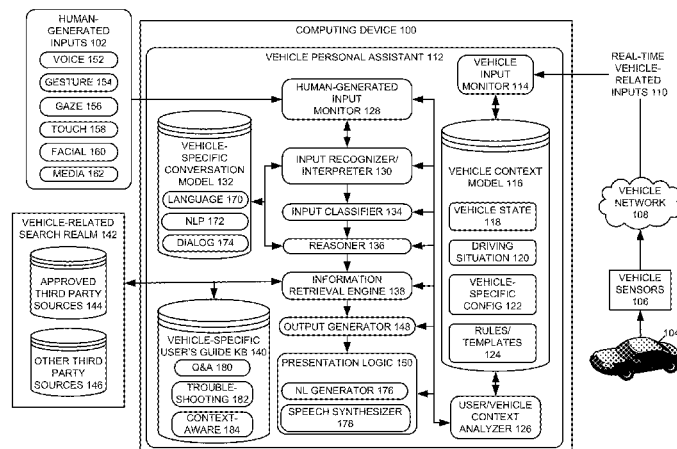 HUMAN-
GENERATED
INPUTS 102
VOICE 152
GESTURE 154
GAZE 156
TOUCH 158
FACIAL 160
MEDIA 162
VEHICLE-RELATED
SEARCH REALM 142
APPROVED
THIRD PARTY
SOURCES 144
OTHER THIRD
PARTY
SOURCES 146
COMPUTING DEVICE 100
VEHICLE PERSONAL ASSISTANT 112
HUMAN-GENERATED
INPUT
MONITOR 128
VEHICLE-
SPECIFIC
CONVERSATION
MODEL 132
LANGUAGE 170
NLP 172
DIALOG 174
INPUT RECOGNIZER/
INTERPRETER 130
INPUT CLASSIFIER 134
REASONER 136
INFORMATION
RETRIEVAL ENGINE 138
OUTPUT GENERATOR 148
VEHICLE-SPECIFIC
USER'S GUIDE KB 140
Q&A 180
TROUBLE-
SHOOTING 182
CONTEXT-
AWARE 184
PRESENTATION LOGIC 150
NL GENERATOR 176
SPEECH SYNTHESIZER
178
VEHICLE
INPUT
MONITOR 114
VEHICLE CONTEXT
MODEL 116
VEHICLE STATE
118
DRIVING
SITUATION 120
VEHICLE-
SPECIFIC
CONFIG 122
RULES/
TEMPLATES
124
USER/VEHICLE
CONTEXT
ANALYZER 126
REAL-TIME
VEHICLE-
RELATED
INPUTS 110
VEHICLE
NETWORK
108
VEHICLE
SENSORS
106
104